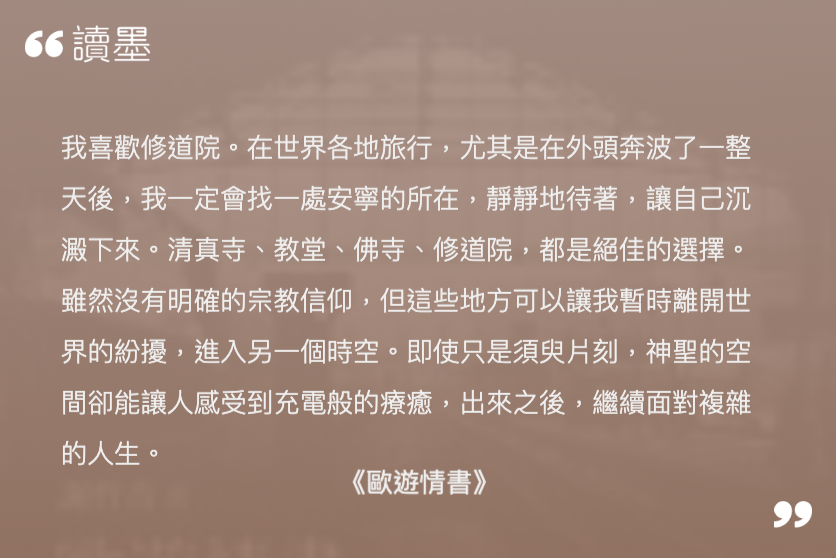 讀墨
我喜歡修道院。在世界各地旅行，尤其是在外頭奔波了一整
天後，我一定會找一處安寧的所在，靜靜地待著，讓自己沉
澱下來。清真寺、教堂、佛寺、修道院，都是絕佳的選擇。
雖然沒有明確的宗教信仰，但這些地方可以讓我暫時離開世
界的紛擾，進入另一個時空。即使只是須臾片刻，神聖的空
間卻能讓人感受到充電般的療癒，出來之後，繼續面對複雜
的人生。
《歐遊情書》